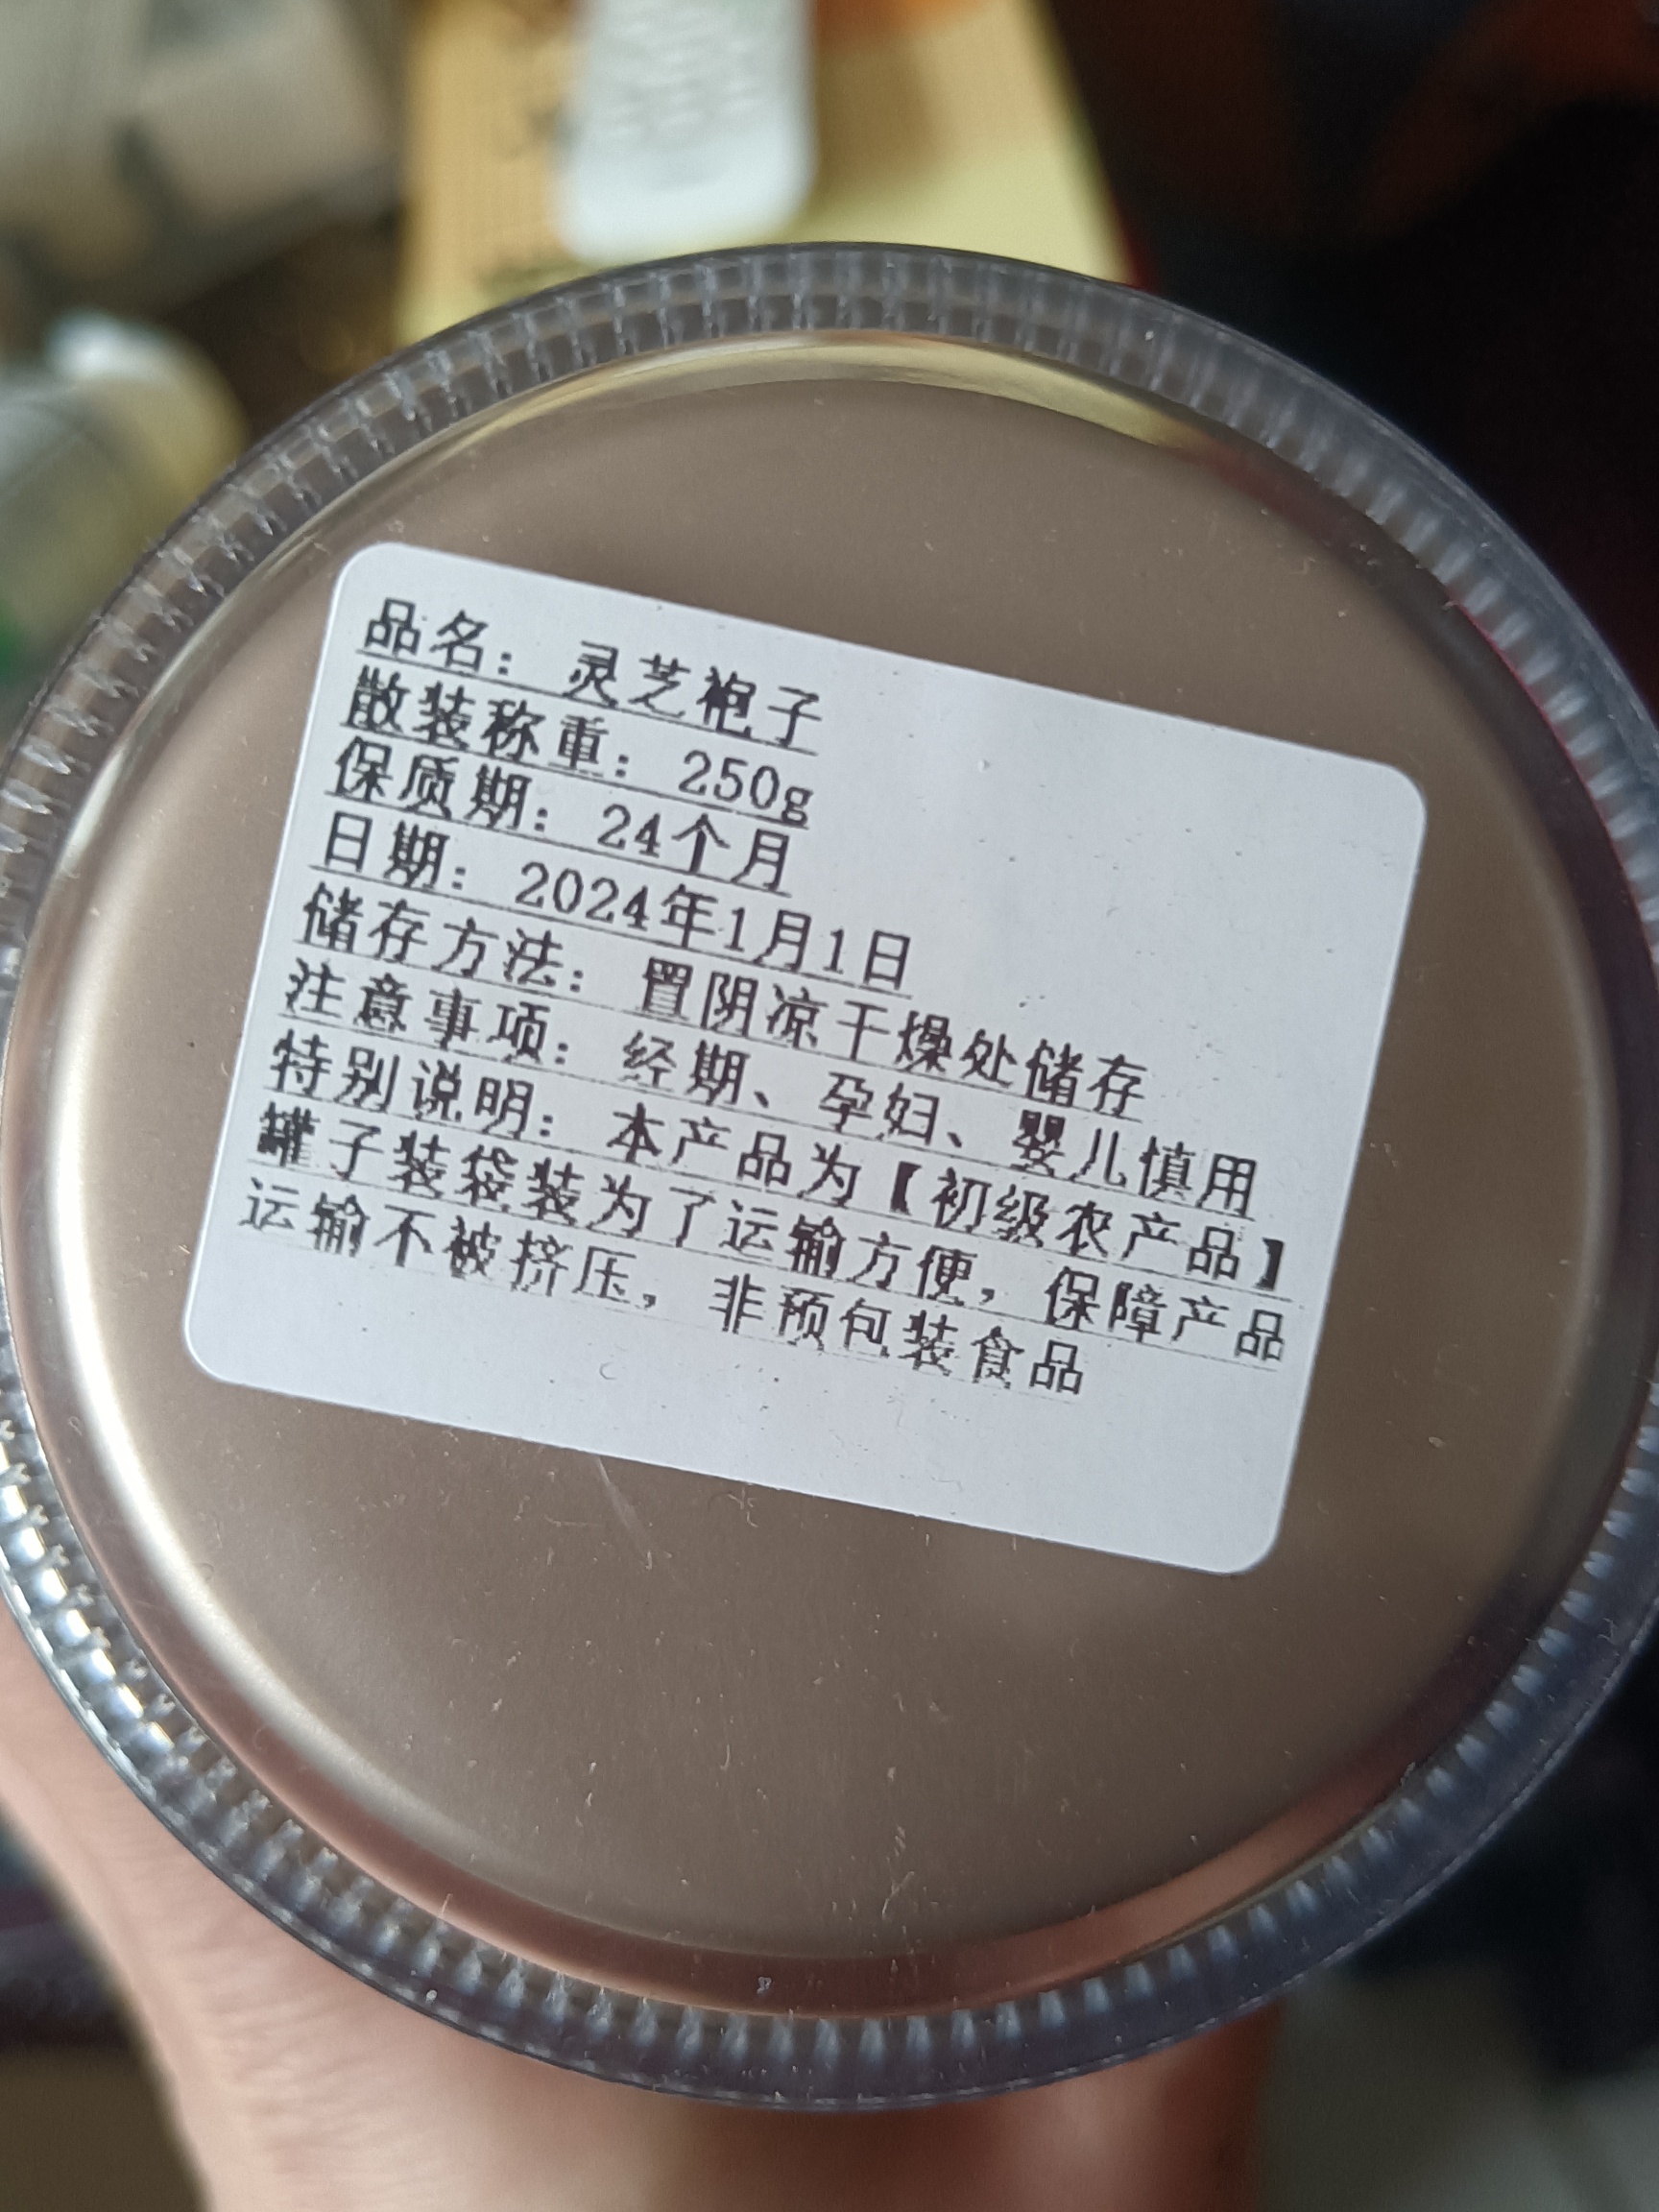 品名： 灵芝袍子
散装称重： 250g
保质期： 24个月
日期： 2024年1月1日
储存方法： 置阴凉干燥处储存
注意事项： 经期、孕妇、婴儿慎用
特别说明： 本产品为【初级农产品】
罐子装袋装为了运输方便，保障产品
运输不被挤压，非预包装食品